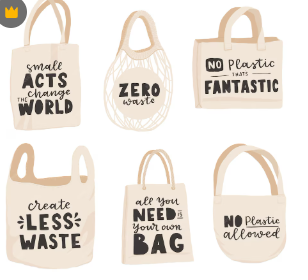 small
ACTS
change
THE WORLD
ZERO
waste
NO Plastic
THATS
FANTASTIC
create
LESS
WASTE
all you
NEED is
Your own
BAG
NO Plastic
allowed